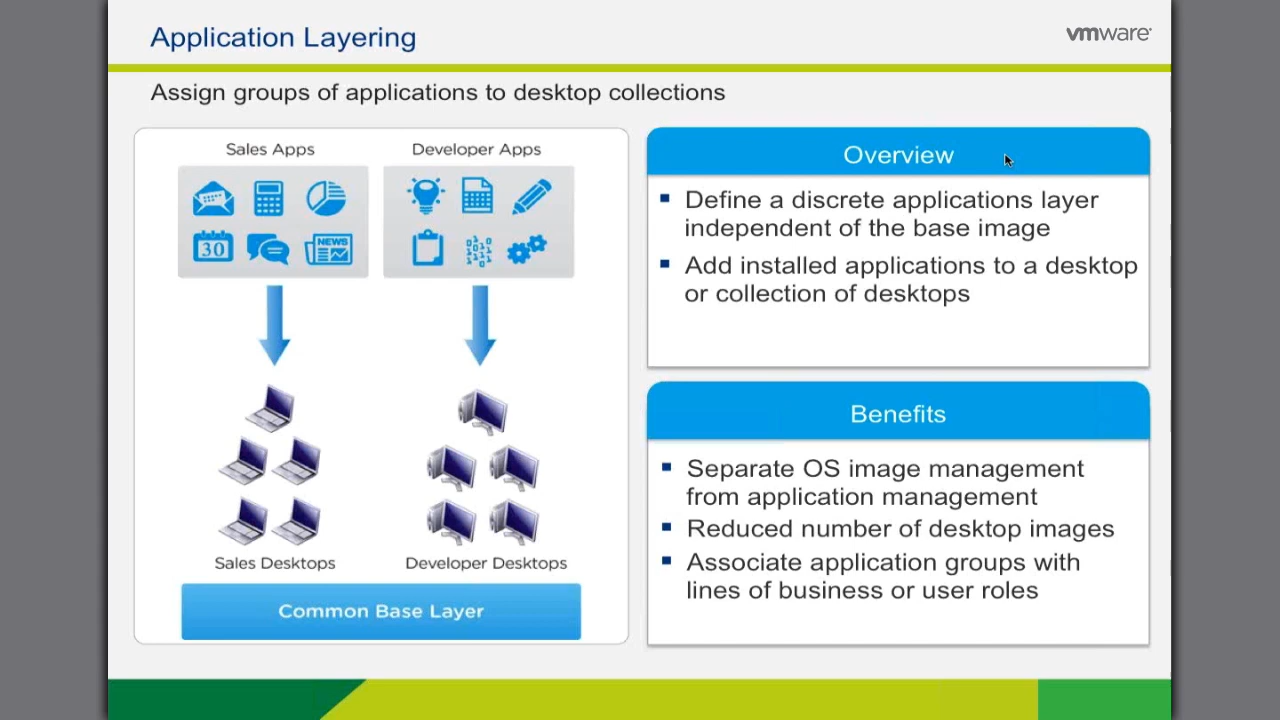 Application Layering
vmware
Assign groups of applications to desktop collections
Sales Apps
Developer Apps
30
NEWS
Sales Desktops
Developer Desktops
Common Base Layer
Overview
Define a discrete applications layer
independent of the base image
Add installed applications to a desktop
or collection of desktops
Benefits
Separate OS image management
from application management
Reduced number of desktop images
Associate application groups with
lines of business or user roles